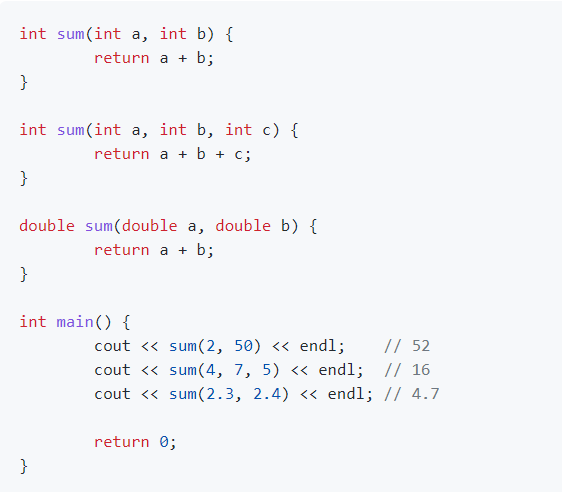 int sum(int a, int b) {
        return a + b;
}

int sum(int a, int b, int c) {
        return a + b + c;
}

double sum(double a, double b) {
        return a + b;
}

int main() {
        cout << sum(2, 50) << endl;    // 52
        cout << sum(4, 7, 5) << endl;  // 16
        cout << sum(2.3, 2.4) << endl; // 4.7

        return 0;
}